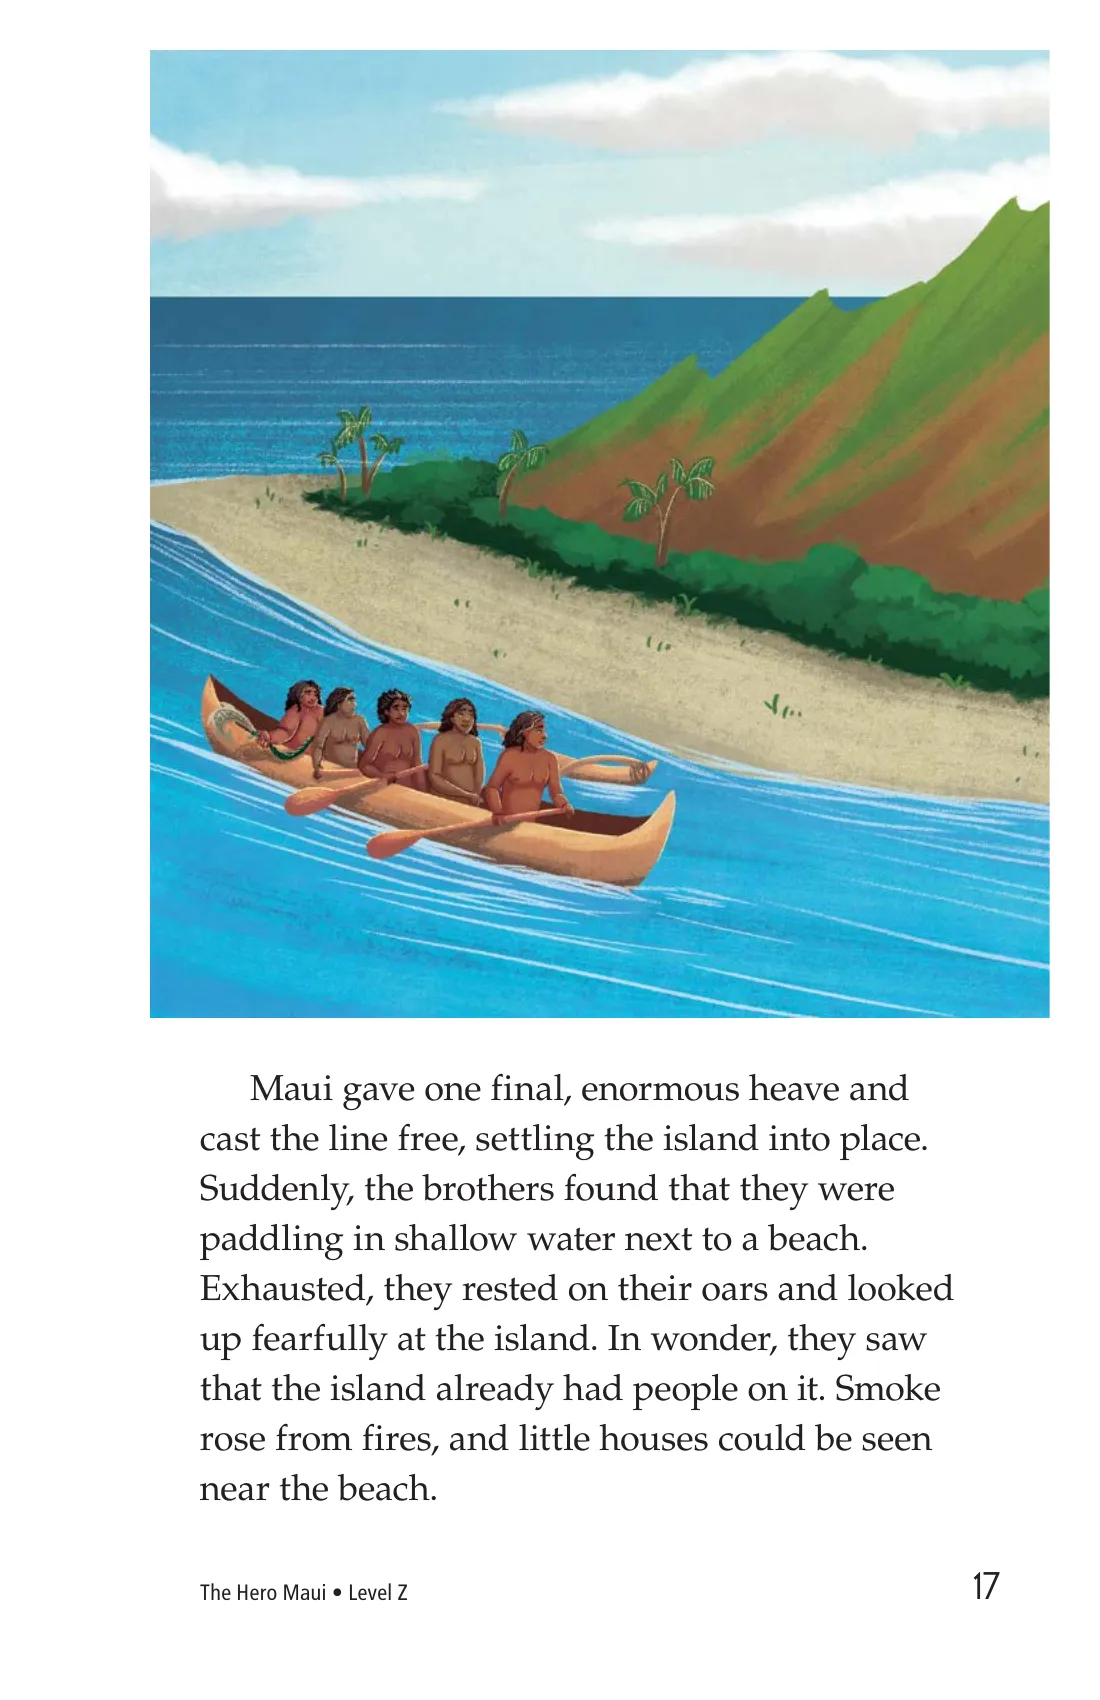 Maui gave one final, enormous heave and
cast the line free, settling the island into place.
Suddenly, the brothers found that they were
paddling in shallow water next to a beach.
Exhausted, they rested on their oars and looked
up fearfully at the island. In wonder, they saw
that the island already had people on it. Smoke
rose from fires, and little houses could be seen
near the beach.
The Hero Maui • Level Z
17